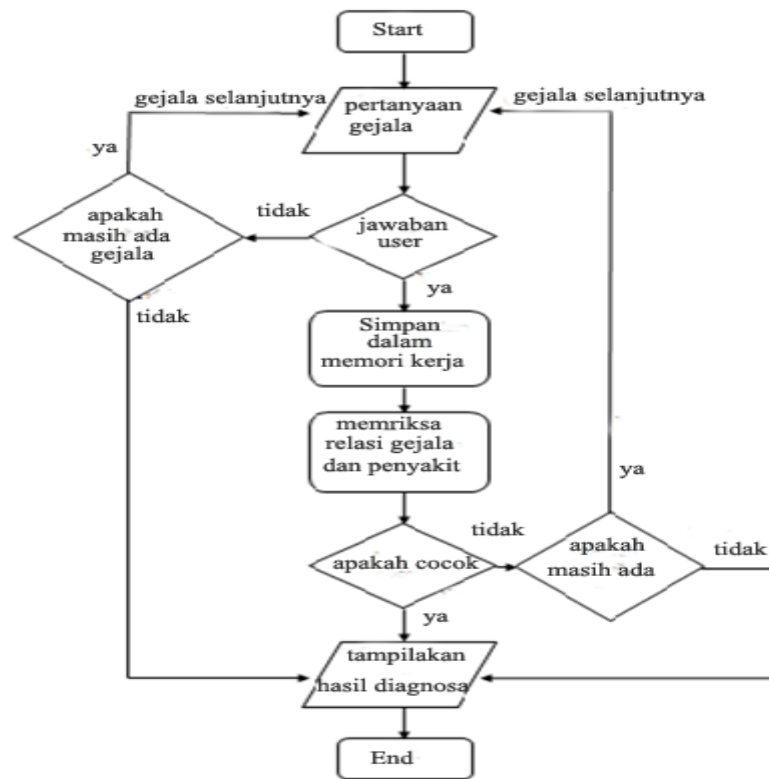 Start
gejala selanjutnya
pertanyaan
gejala
gejala selanjutnya
ya
apakah
masih ada
gejala
tidak
jawaban
user
ya
tidak
Simpan
dalam
memori kerja
memriksa
relasi gejala
dan penyakit
ya
tidak
apakah cocok
apakah
masih ada
tidak
ya
tampilakan
hasil diagnosa
End